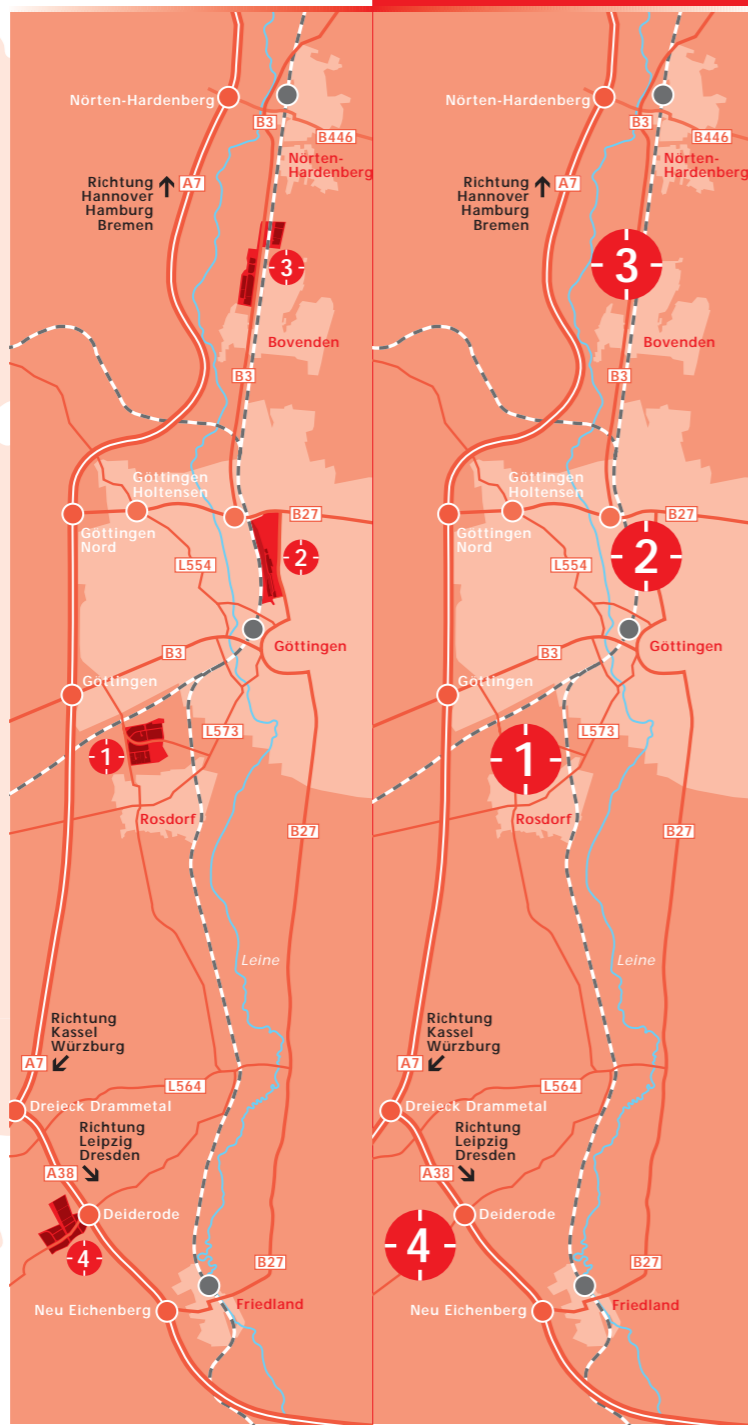 Nörten-Hardenberg
B3
B446
Nörten-
Hardenberg
Richtung
Hannover
Hamburg
Bremen
A7
3
Bovenden
B3
Göttingen
Holtensen
B27
Göttingen
Nord
L554
2
B3
Göttingen
Göttingen
L573
1
Rosdorf
B27
Leine
Richtung
Kassel
Würzburg
A7
L564
Dreieck Drammetal
Richtung
Leipzig
Dresden
A38
Deiderode
4
B27
Neu Eichenberg
Friedland
Nörten-Hardenberg
B3
B446
Nörten-
Hardenberg
Richtung
Hannover
Hamburg
Bremen
A7
3
Bovenden
B3
Göttingen
Holtensen
B27
Göttingen
Nord
L554
2
B3
Göttingen
Göttingen
L573
1
Rosdorf
B27
Leine
Richtung
Kassel
Würzburg
A7
L564
Dreieck Drammetal
Richtung
Leipzig
Dresden
A38
Deiderode
4
B27
Neu Eichenberg
Friedland